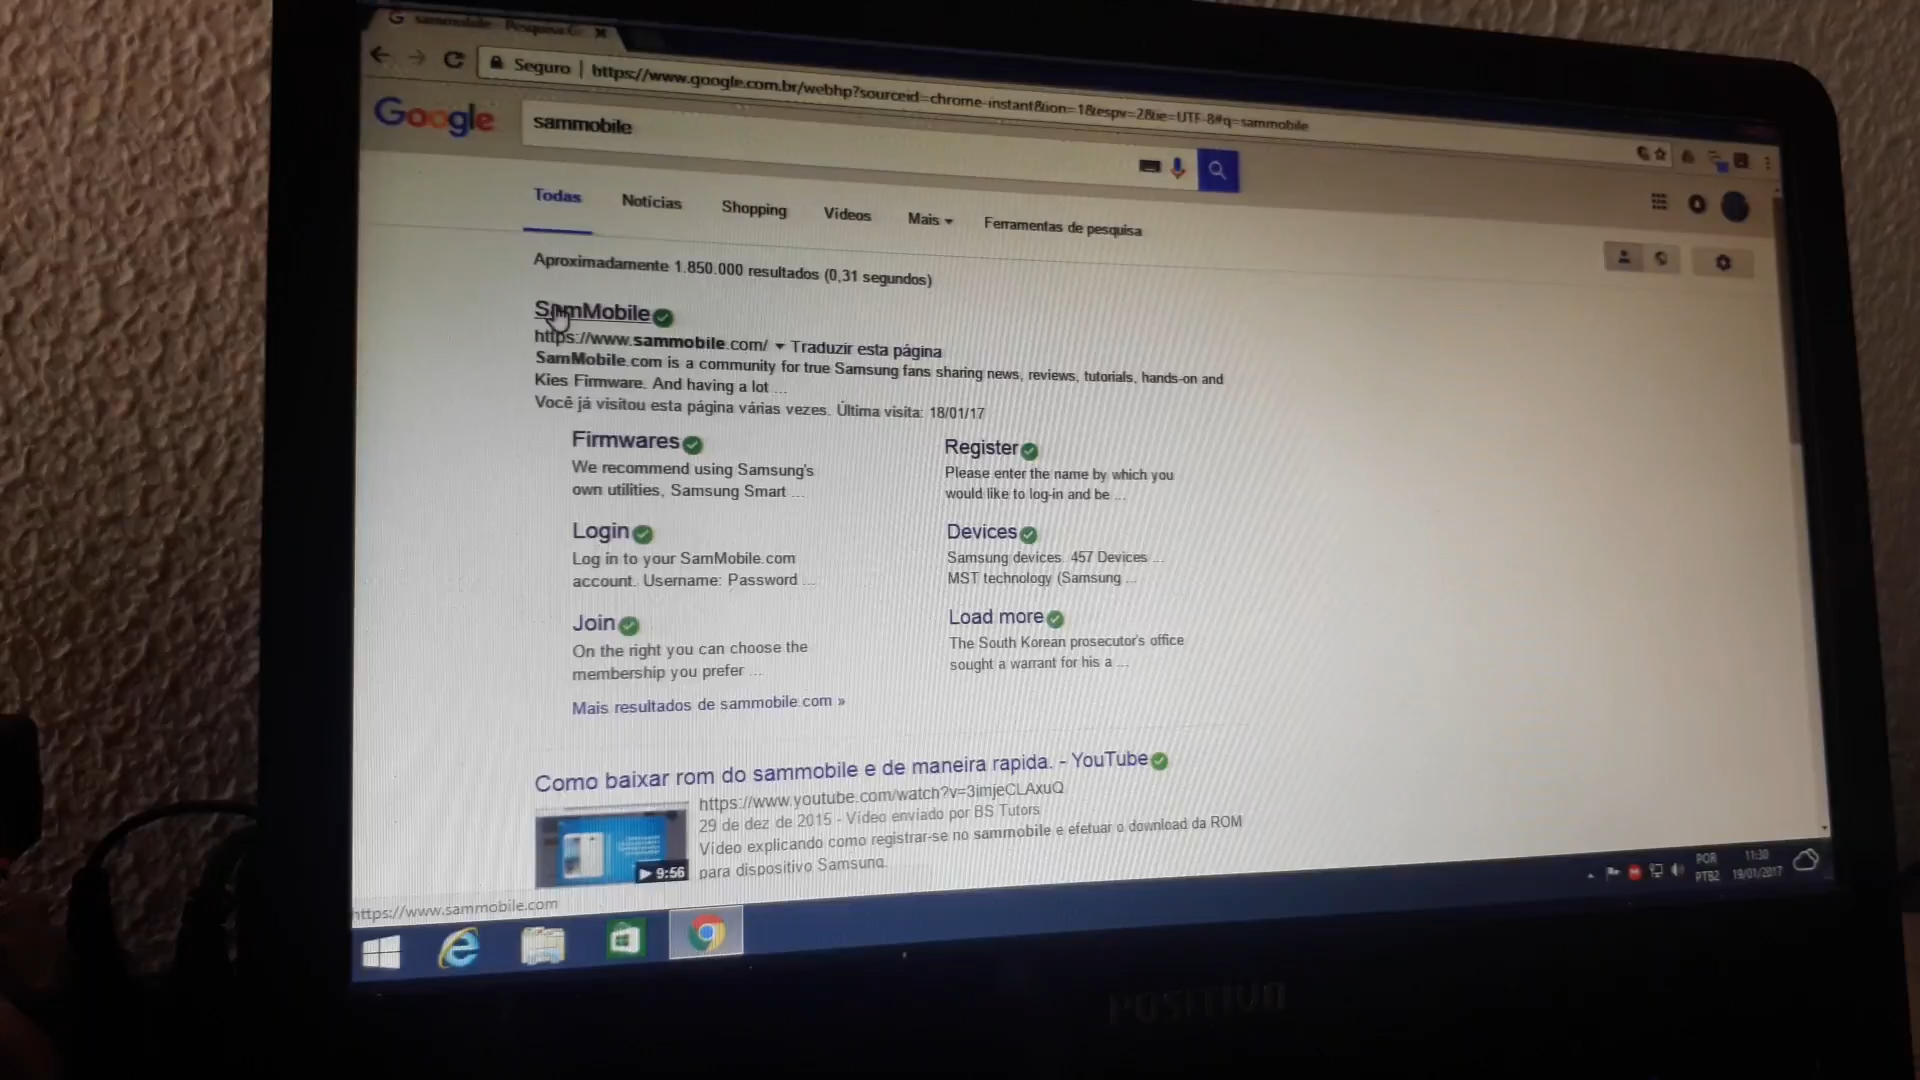 sammobile - Pesquisa G
Seguro | https://www.google.com.br/webhp?sourceid=chrome-instant&ion=1&espv=2&ie=UTF-8#q=sammobile
Google
sammobile
Todas Notícias Shopping Vídeos Mais Ferramentas de pesquisa
Aproximadamente 1.850.000 resultados (0,31 segundos)
SamMobile
https://www.sammobile.com/ Traduzir esta página
SamMobile.com is a community for true Samsung fans sharing news, reviews, tutorials, hands-on and
Kies Firmware. And having a lot ...
Você já visitou esta página várias vezes. Última visita: 18/01/17
Firmwares
We recommend using Samsung's
own utilities, Samsung Smart ...
Register
Please enter the name by which you
would like to log-in and be ...
Login
Log in to your SamMobile.com
account. Username: Password ...
Devices
Samsung devices. 457 Devices ...
MST technology (Samsung ...
Join
On the right you can choose the
membership you prefer ...
Load more
The South Korean prosecutor's office
sought a warrant for his a ...
Mais resultados de sammobile.com »
Como baixar rom do sammobile e de maneira rapida. - YouTube
https://www.youtube.com/watch?v=3imjeCLAxuQ
29 de dez de 2015 - Vídeo enviado por BS Tutors
Vídeo explicando como registrar-se no sammobile e efetuar o download da ROM
para dispositivo Samsung.
9:56
https://www.sammobile.com
POR
PTB2
11:30
19/01/2017
POSITIVO